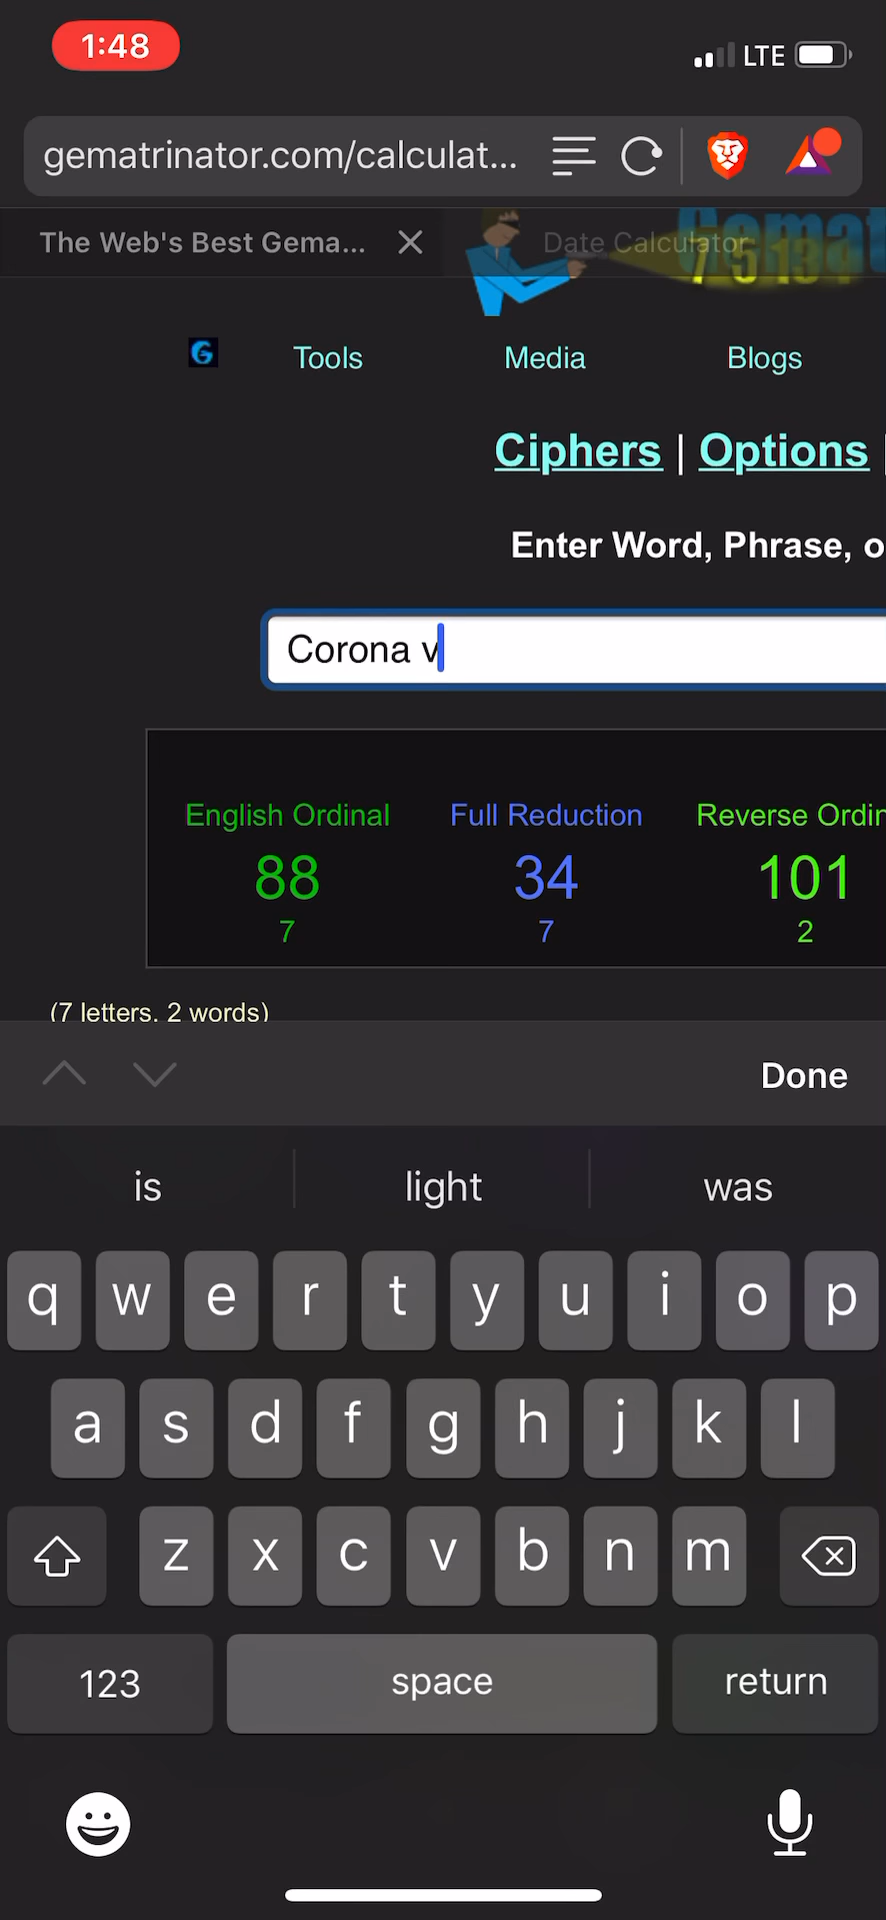 1:48
LTE
gematrinator.com/calculat...
The Web's Best Gema...
Date Calculator
Tools Media Blogs
Ciphers | Options
Enter Word, Phrase, o
Corona v
English Ordinal Full Reduction Reverse Ordin
88 34 101
7 7 2
(7 letters, 2 words)
Done
is light was
q w e r t y u i o p
a s d f g h j k l
z x c v b n m
123 space return